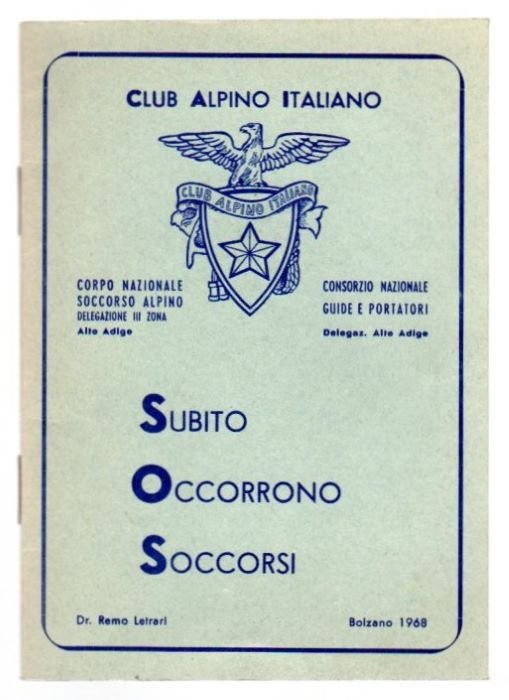 CLUB ALPINO ITALIANO
CLUB ALPINO ITALIANO
CORPO NAZIONALE
SOCCORSO ALPINO
DELEGAZIONE III ZONA
Alto Adige
CONSORZIO NAZIONALE
GUIDE E PORTATORI
Delegaz. Alto Adige
SUBITO
OCCORRONO
SOCCORSI
Dr. Remo Letrari
Bolzano 1968